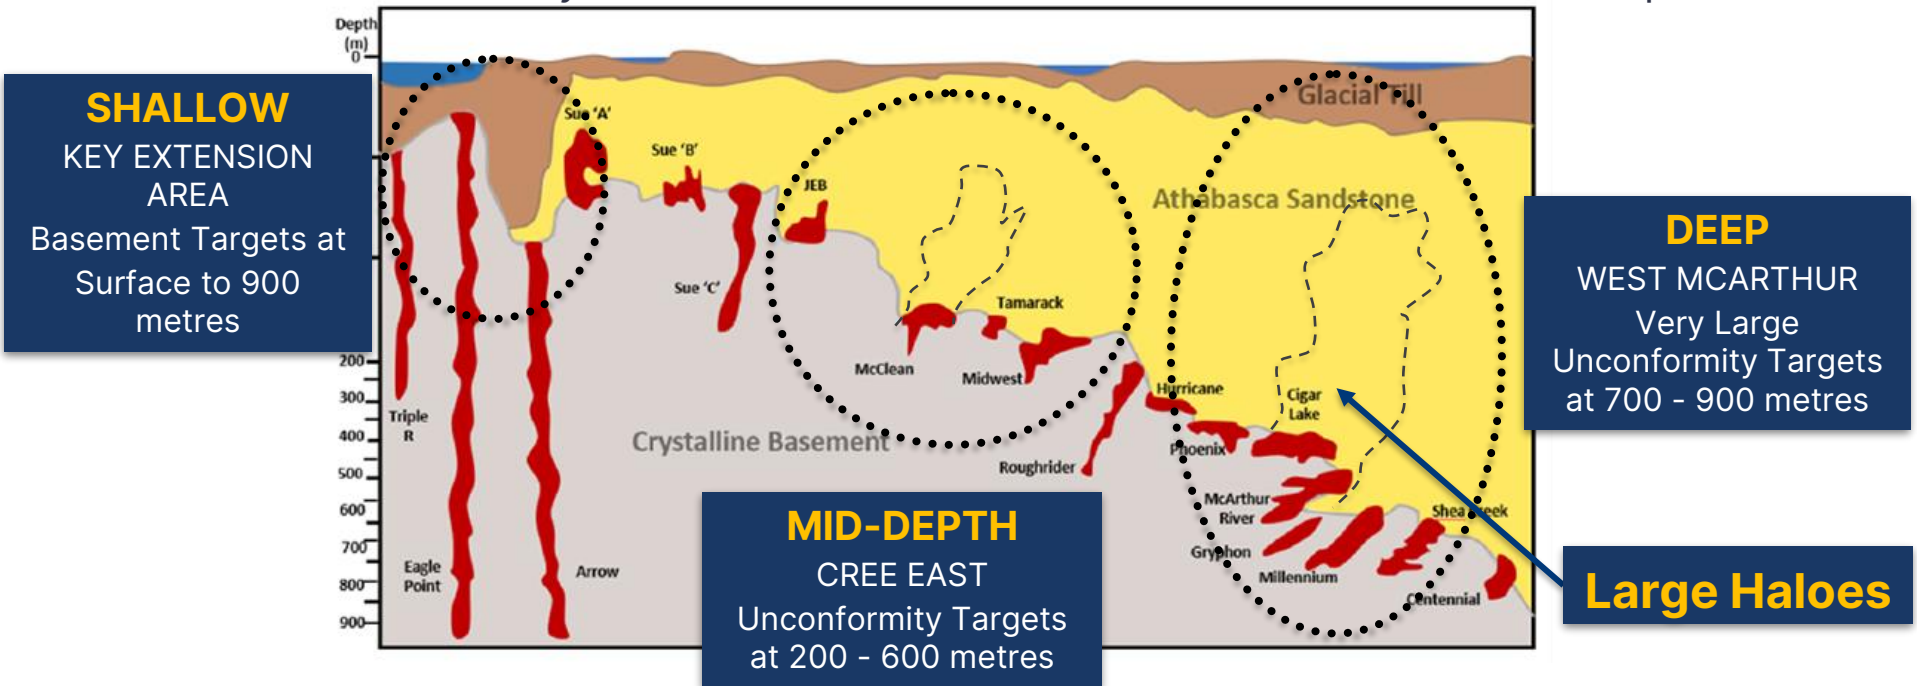 Depth
(m)
0
200
300
400
500
600
700
800
900
SHALLOW
KEY EXTENSION
AREA
Basement Targets at
Surface to 900
metres
Sue 'A'
Sue 'B'
Sue 'C'
JEB
Glacial Till
Athabasca Sandstone
Crystalline Basement
Triple
R
Eagle
Point
Arrow
McClean
Tamarack
Midwest
Roughrider
Hurricane
Cigar
Lake
Phoenix
McArthur
River
Gryphon
Millennium
Shea Creek
Centennial
MID-DEPTH
CREE EAST
Unconformity Targets
at 200 - 600 metres
DEEP
WEST MCARTHUR
Very Large
Unconformity Targets
at 700 - 900 metres
Large Haloes